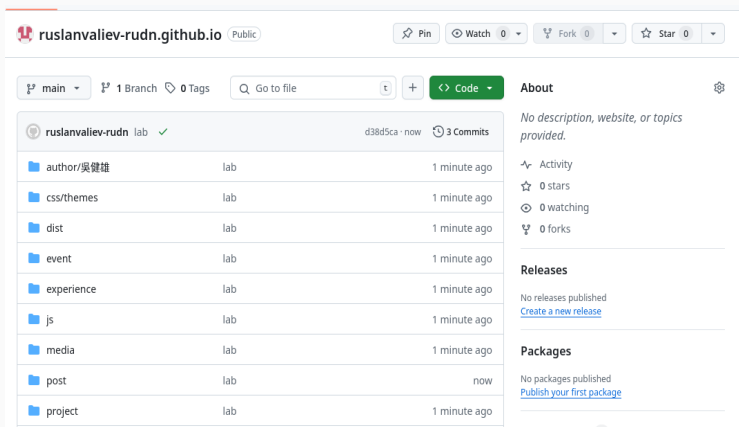 ruslanvaliev-rudn.github.io Public Pin Watch 0 Fork 0 Star 0
main 1 Branch 0 Tags Go to file t + <> Code
ruslanvaliev-rudn lab d38d5ca · now 3 Commits
author/吳健雄 lab 1 minute ago
css/themes lab 1 minute ago
dist lab 1 minute ago
event lab 1 minute ago
experience lab 1 minute ago
js lab 1 minute ago
media lab 1 minute ago
post lab now
project lab 1 minute ago
About
No description, website, or topics
provided.
Activity
0 stars
0 watching
0 forks
Releases
No releases published
Create a new release
Packages
No packages published
Publish your first package